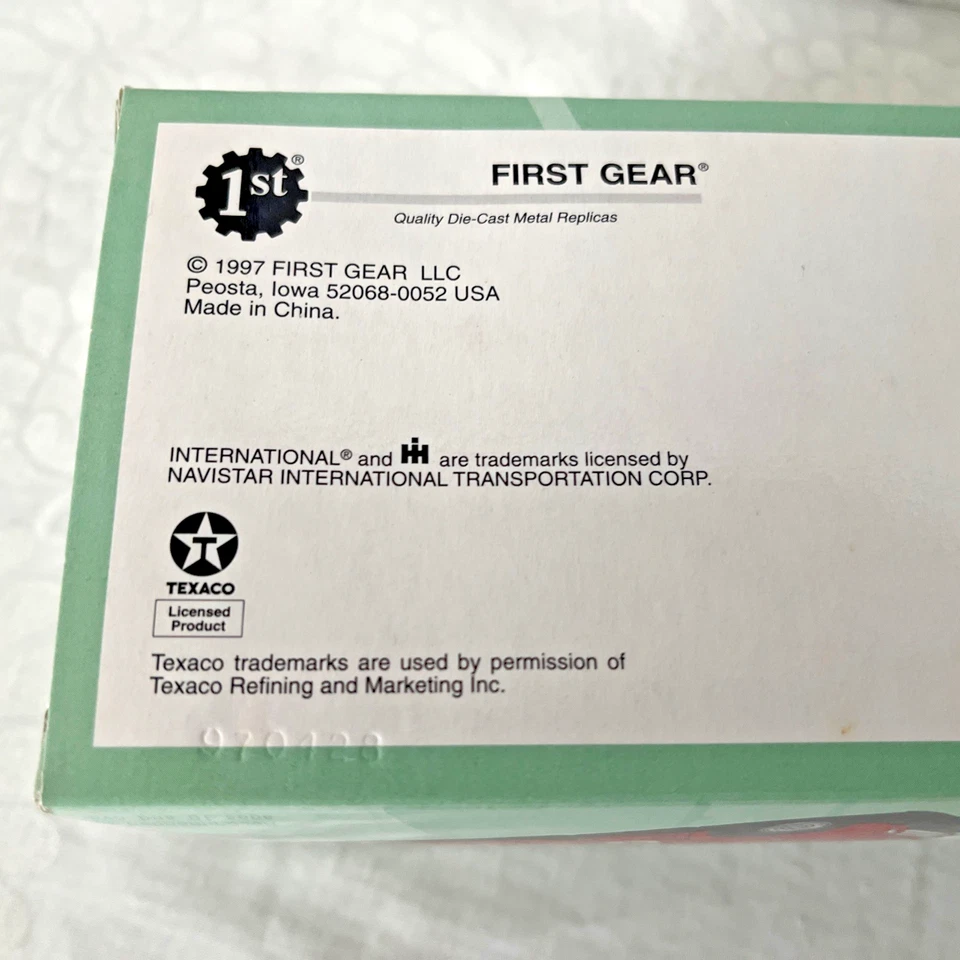 1st®
FIRST GEAR®
Quality Die-Cast Metal Replicas
© 1997 FIRST GEAR LLC
Peosta, Iowa 52068-0052 USA
Made in China.
INTERNATIONAL® and IH are trademarks licensed by
NAVISTAR INTERNATIONAL TRANSPORTATION CORP.
T
TEXACO
Licensed
Product
Texaco trademarks are used by permission of
Texaco Refining and Marketing Inc.
970428